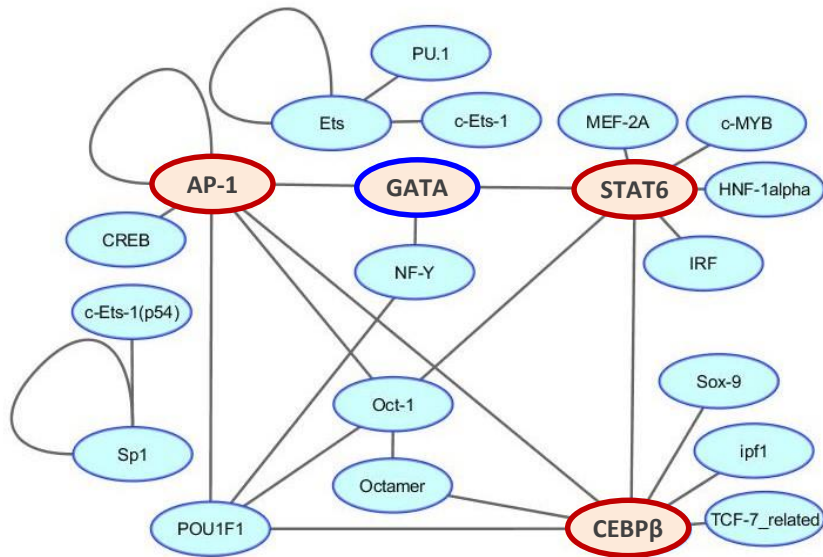 PU.1
Ets
c-Ets-1
MEF-2A
c-MYB
AP-1
GATA
STAT6
HNF-1alpha
CREB
NF-Y
IRF
c-Ets-1(p54)
Sox-9
Oct-1
Sp1
ipf1
Octamer
POU1F1
CEBPβ
TCF-7_related